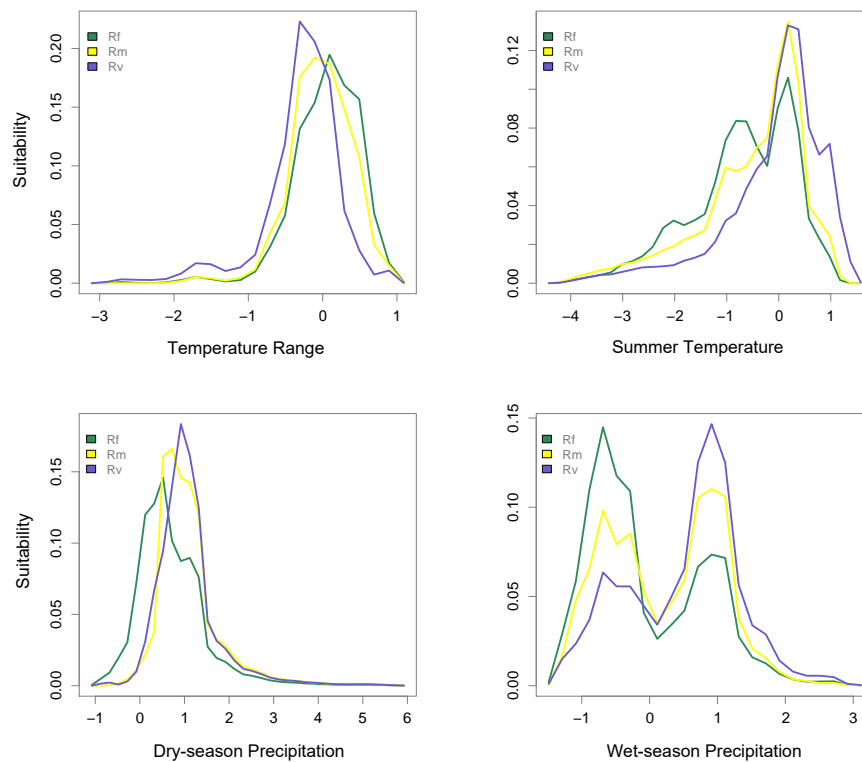 Rf
Rm
Rv
Suitability
0.00 0.05 0.10 0.15 0.20
−3 −2 −1 0 1
Temperature Range
Rf
Rm
Rv
0.00 0.04 0.08 0.12
−4 −3 −2 −1 0 1
Summer Temperature
Rf
Rm
Rv
Suitability
0.00 0.05 0.10 0.15
−1 0 1 2 3 4 5 6
Dry-season Precipitation
Rf
Rm
Rv
0.00 0.05 0.10 0.15
−1 0 1 2 3
Wet-season Precipitation